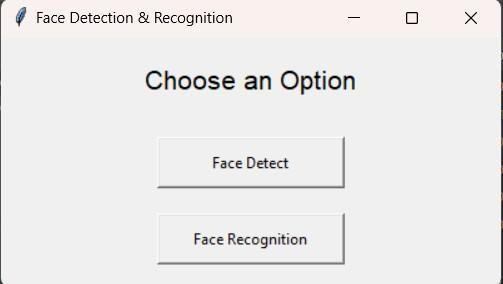 Face Detection & Recognition
Choose an Option
Face Detect
Face Recognition